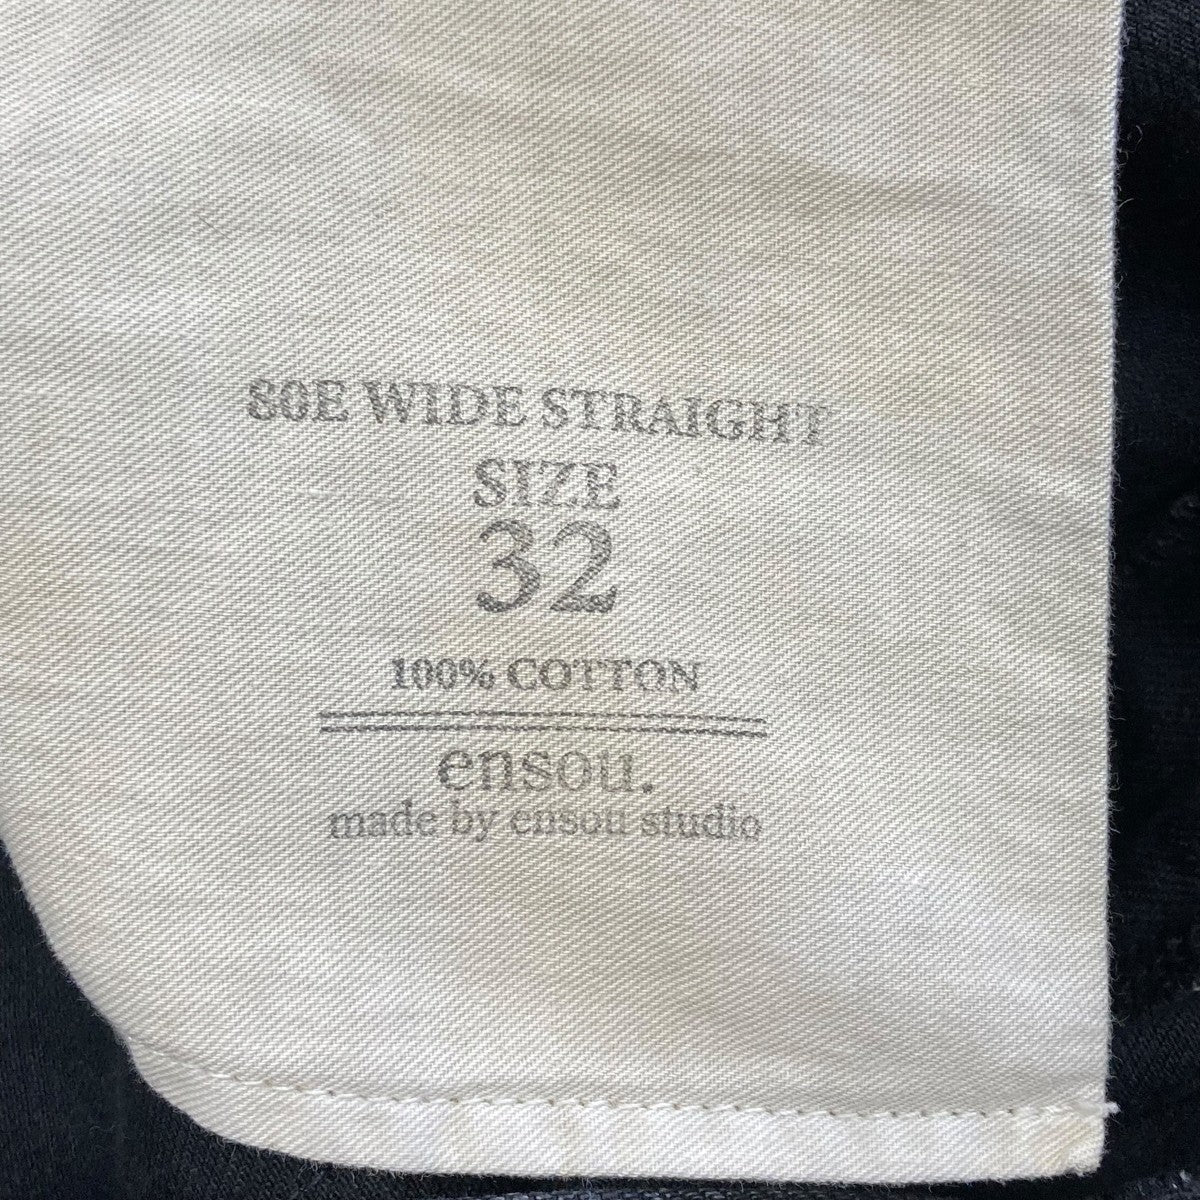 80E WIDE STRAIGHT
SIZE
32
100% COTTON
ensou.
made by ensou studio